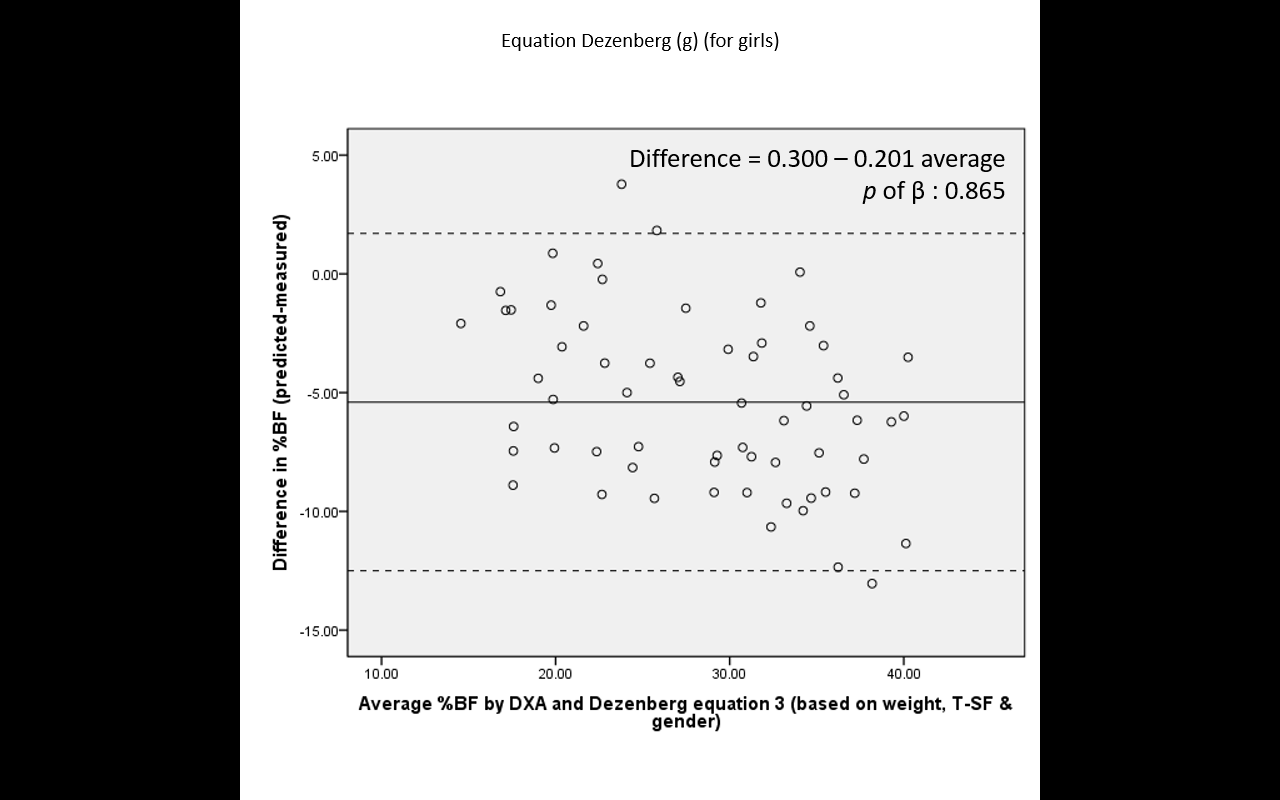 Equation Dezenberg (g) (for girls)
Difference = 0.300 – 0.201 average
p of β : 0.865
5.00
0.00
-5.00
-10.00
-15.00
Difference in %BF (predicted-measured)
10.00
20.00
30.00
40.00
Average %BF by DXA and Dezenberg equation 3 (based on weight, T-SF &
gender)